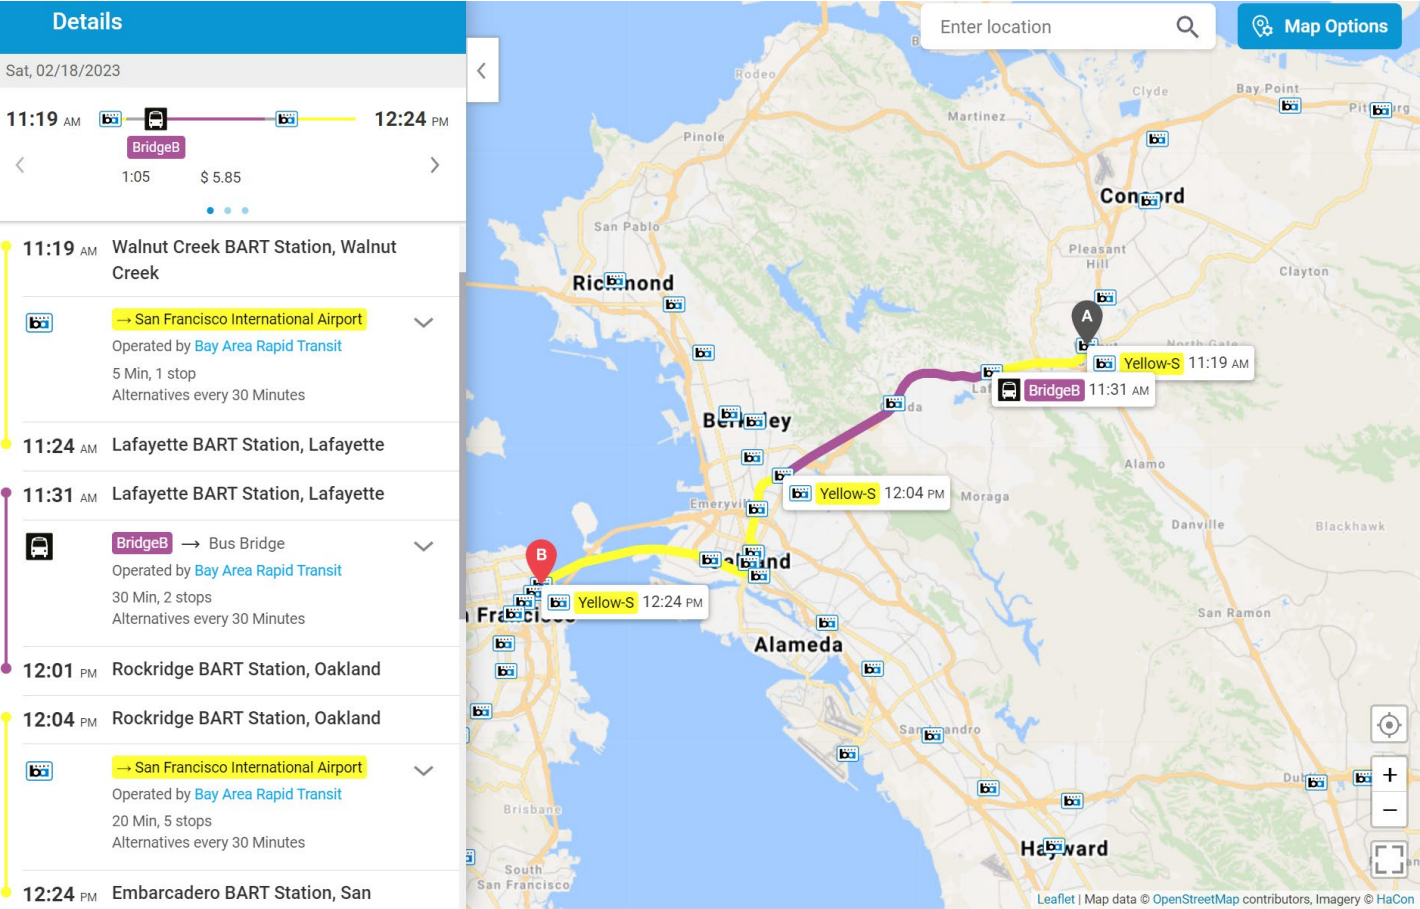 Details
Sat, 02/18/2023
11:19 AM
12:24 PM
BridgeB
1:05
$ 5.85
11:19 AM
Walnut Creek BART Station, Walnut
Creek
→ San Francisco International Airport
Operated by Bay Area Rapid Transit
5 Min, 1 stop
Alternatives every 30 Minutes
11:24 AM
Lafayette BART Station, Lafayette
11:31 AM
Lafayette BART Station, Lafayette
BridgeB → Bus Bridge
Operated by Bay Area Rapid Transit
30 Min, 2 stops
Alternatives every 30 Minutes
12:01 PM
Rockridge BART Station, Oakland
12:04 PM
Rockridge BART Station, Oakland
→ San Francisco International Airport
Operated by Bay Area Rapid Transit
20 Min, 5 stops
Alternatives every 30 Minutes
12:24 PM
Embarcadero BART Station, San
Enter location
Map Options
Rodeo
Clyde
Bay Point
Martinez
Pinole
San Pablo
Pleasant
Hill
Clayton
A
North Gate
Yellow-S 11:19 AM
BridgeB 11:31 AM
Alamo
Yellow-S 12:04 PM
Moraga
Danville
Blackhawk
B
Yellow-S 12:24 PM
San Ramon
Alameda
Brisbane
South
San Francisco
+
−
Leaflet | Map data © OpenStreetMap contributors, Imagery © HaCon